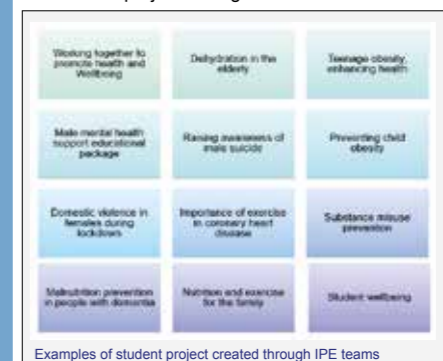 Working together to
promote health and
Wellbeing
Dehydration in the
elderly
Teenage obesity,
enhancing health
Male mental health
support educational
package
Raising awareness of
male suicide
Preventing child
obesity
Domestic violence in
females during
lockdown
Importance of exercise
in coronary heart
disease
Substance misuse
prevention
Malnutrition prevention
in people with dementia
Nutrition and exercise
for the family
Student wellbeing
Examples of student project created through IPE teams